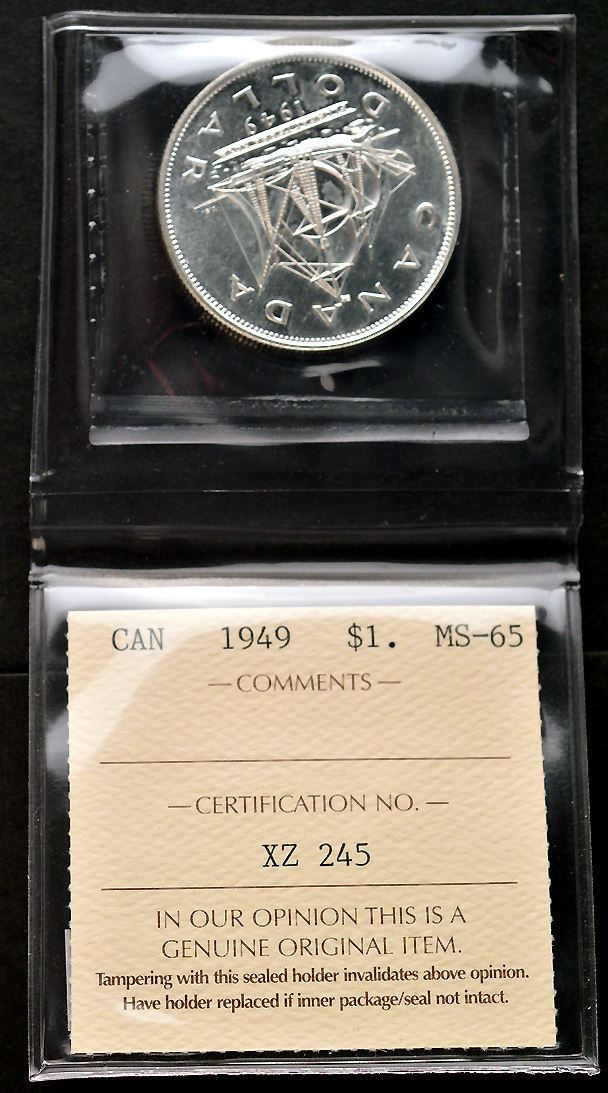 CANADA
1949
DOLLAR
CAN 1949 $1. MS-65
—COMMENTS—
—CERTIFICATION NO.—
XZ 245
IN OUR OPINION THIS IS A
GENUINE ORIGINAL ITEM.
Tampering with this sealed holder invalidates above opinion.
Have holder replaced if inner package/seal not intact.